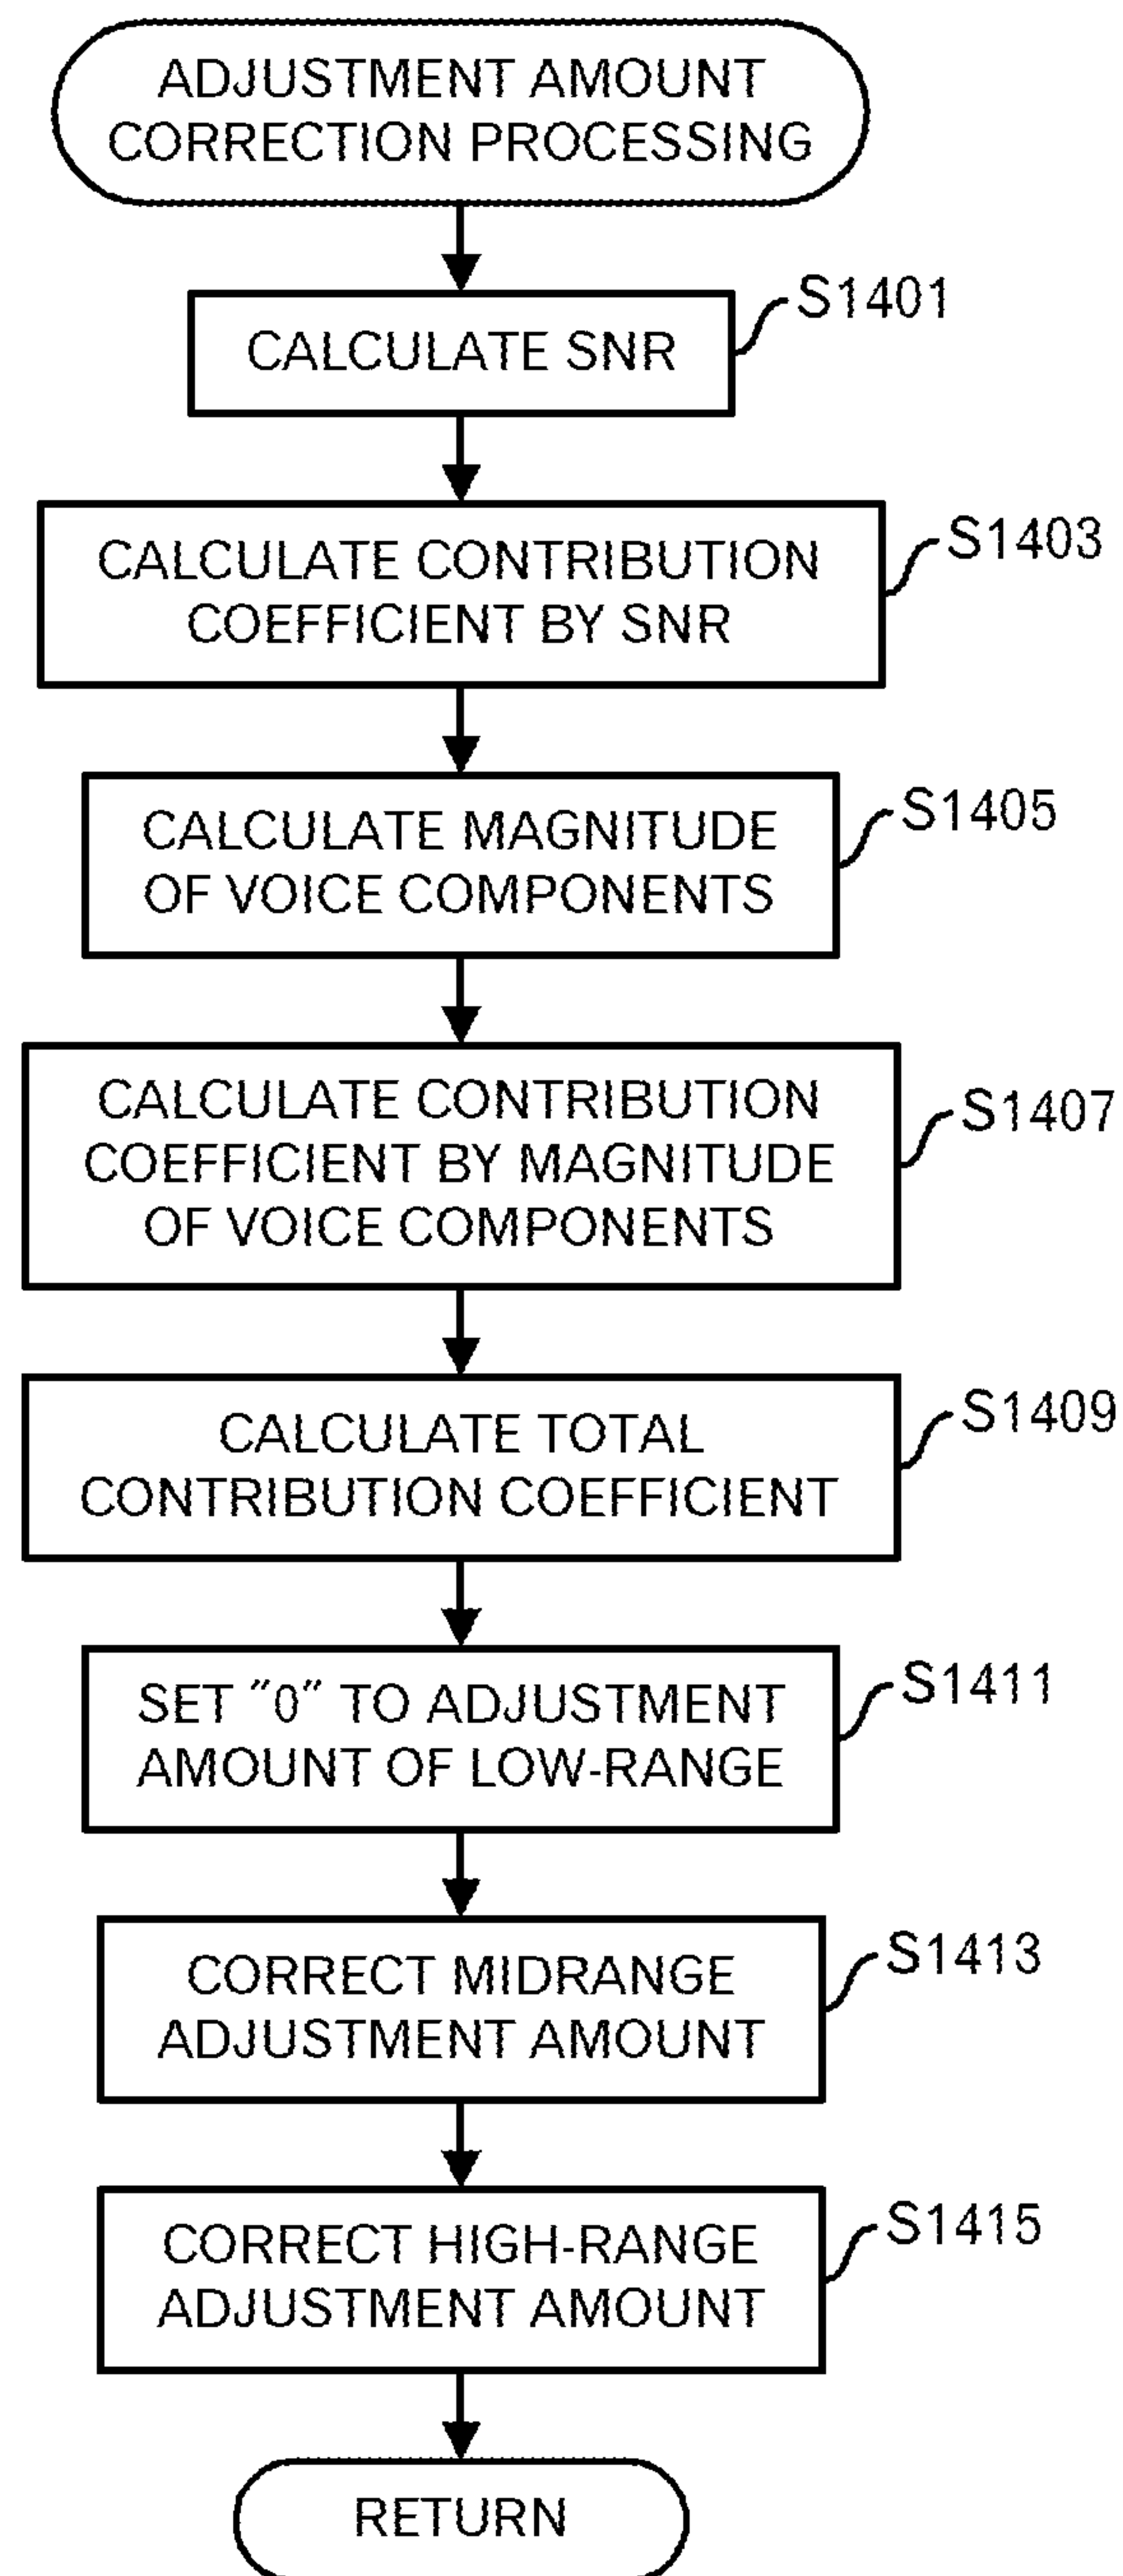 ADJUSTMENT AMOUNT
CORRECTION PROCESSING
S1401
CALCULATE SNR
S1403
CALCULATE CONTRIBUTION
COEFFICIENT BY SNR
S1405
CALCULATE MAGNITUDE
OF VOICE COMPONENTS
S1407
CALCULATE CONTRIBUTION
COEFFICIENT BY MAGNITUDE
OF VOICE COMPONENTS
S1409
CALCULATE TOTAL
CONTRIBUTION COEFFICIENT
S1411
SET "0" TO ADJUSTMENT
AMOUNT OF LOW-RANGE
S1413
CORRECT MIDRANGE
ADJUSTMENT AMOUNT
S1415
CORRECT HIGH-RANGE
ADJUSTMENT AMOUNT
RETURN